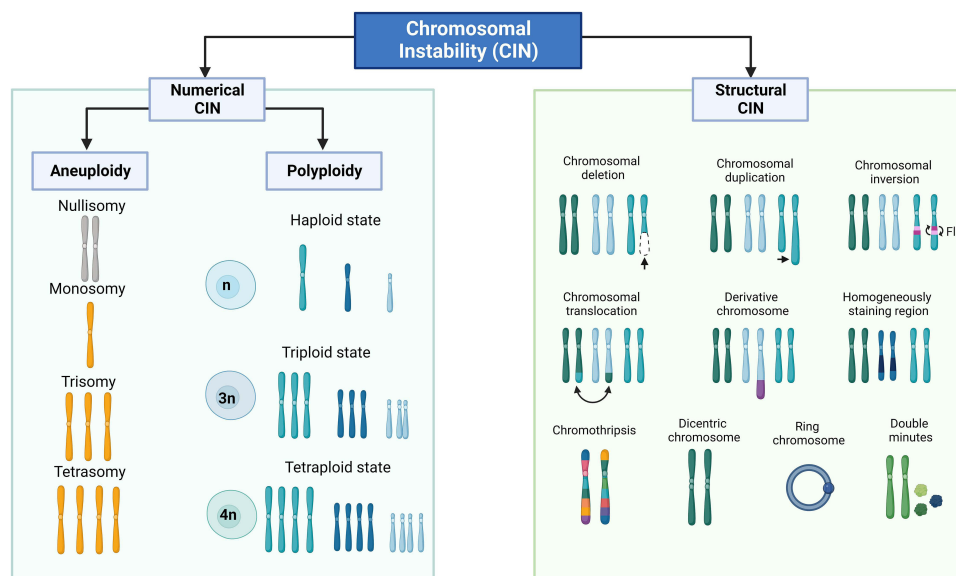 Chromosomal
Instability (CIN)
Numerical
CIN
Aneuploidy
Nullisomy
Monosomy
Trisomy
Tetrasomy
Polyploidy
Haploid state
n
Triploid state
3n
Tetraploid state
4n
Structural
CIN
Chromosomal
deletion
Chromosomal
duplication
Chromosomal
inversion
Fl
Chromosomal
translocation
Derivative
chromosome
Homogeneously
staining region
Chromothripsis
Dicentric
chromosome
Ring
chromosome
Double
minutes